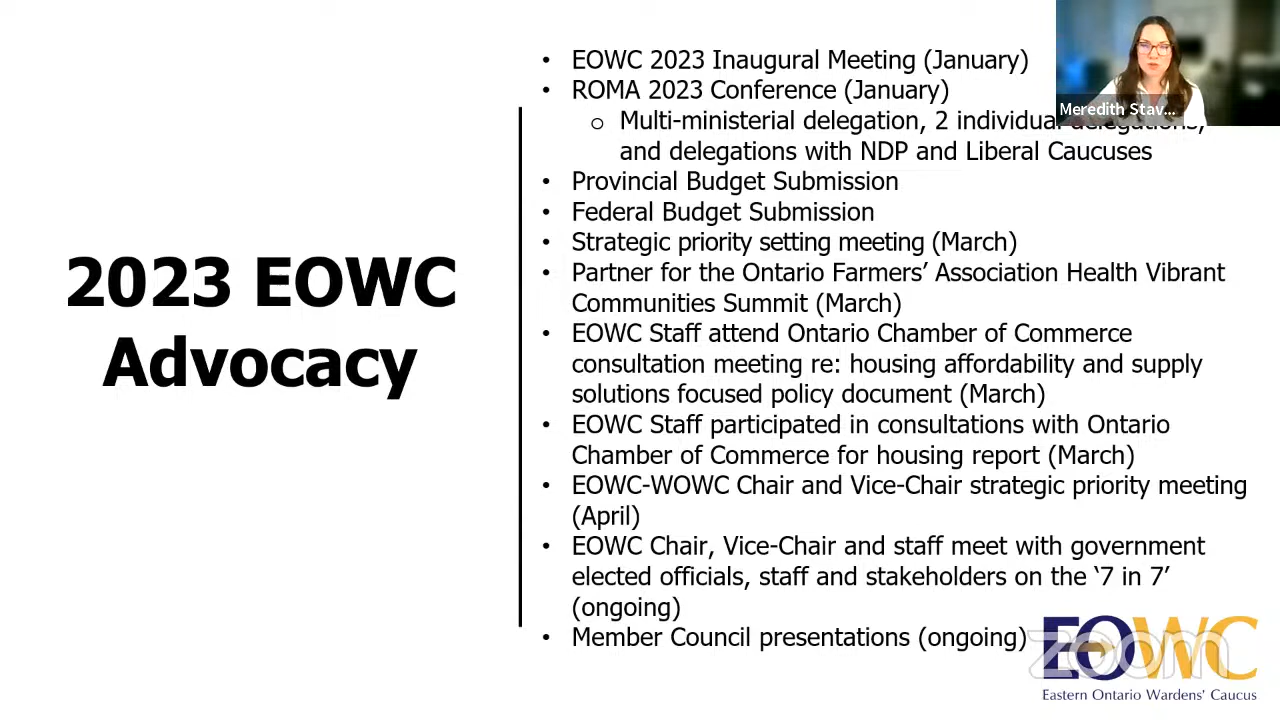 2023 EOWC
Advocacy
• EOWC 2023 Inaugural Meeting (January)
• ROMA 2023 Conference (January)
o Multi-ministerial delegation, 2 individual delegations,
and delegations with NDP and Liberal Caucuses
• Provincial Budget Submission
• Federal Budget Submission
• Strategic priority setting meeting (March)
• Partner for the Ontario Farmers’ Association Health Vibrant
Communities Summit (March)
• EOWC Staff attend Ontario Chamber of Commerce
consultation meeting re: housing affordability and supply
solutions focused policy document (March)
• EOWC Staff participated in consultations with Ontario
Chamber of Commerce for housing report (March)
• EOWC-WOWC Chair and Vice-Chair strategic priority meeting
(April)
• EOWC Chair, Vice-Chair and staff meet with government
elected officials, staff and stakeholders on the ‘7 in 7’
(ongoing)
• Member Council presentations (ongoing)
Meredith Stav...
EOWC
zoom
Eastern Ontario Wardens’ Caucus